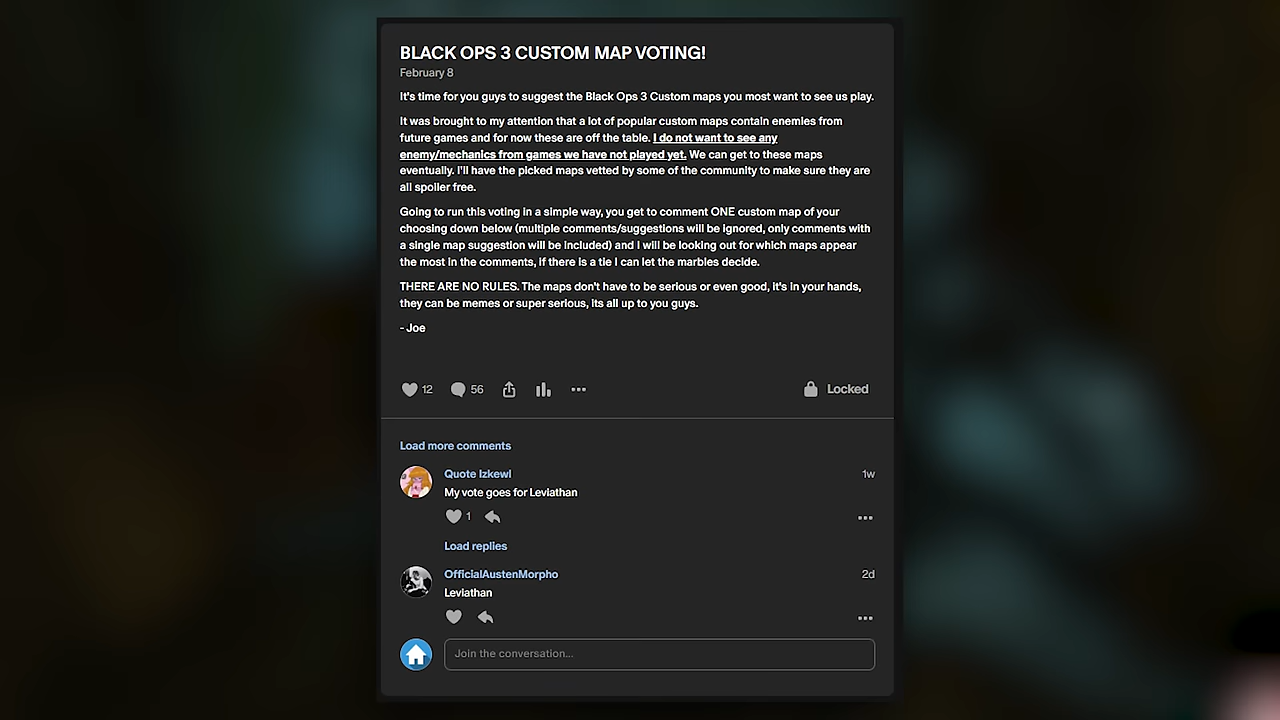 BLACK OPS 3 CUSTOM MAP VOTING!
February 8
It's time for you guys to suggest the Black Ops 3 Custom maps you most want to see us play.
It was brought to my attention that a lot of popular custom maps contain enemies from
future games and for now these are off the table. I do not want to see any
enemy/mechanics from games we have not played yet. We can get to these maps
eventually. I'll have the picked maps vetted by some of the community to make sure they are
all spoiler free.
Going to run this voting in a simple way, you get to comment ONE custom map of your
choosing down below (multiple comments/suggestions will be ignored, only comments with
a single map suggestion will be included) and I will be looking out for which maps appear
the most in the comments, if there is a tie I can let the marbles decide.
THERE ARE NO RULES. The maps don't have to be serious or even good, it's in your hands,
they can be memes or super serious, its all up to you guys.
- Joe
12 56 Locked
Load more comments
Quote Izkewl 1w
My vote goes for Leviathan
1
Load replies
OfficialAustenMorpho 2d
Leviathan
Join the conversation...